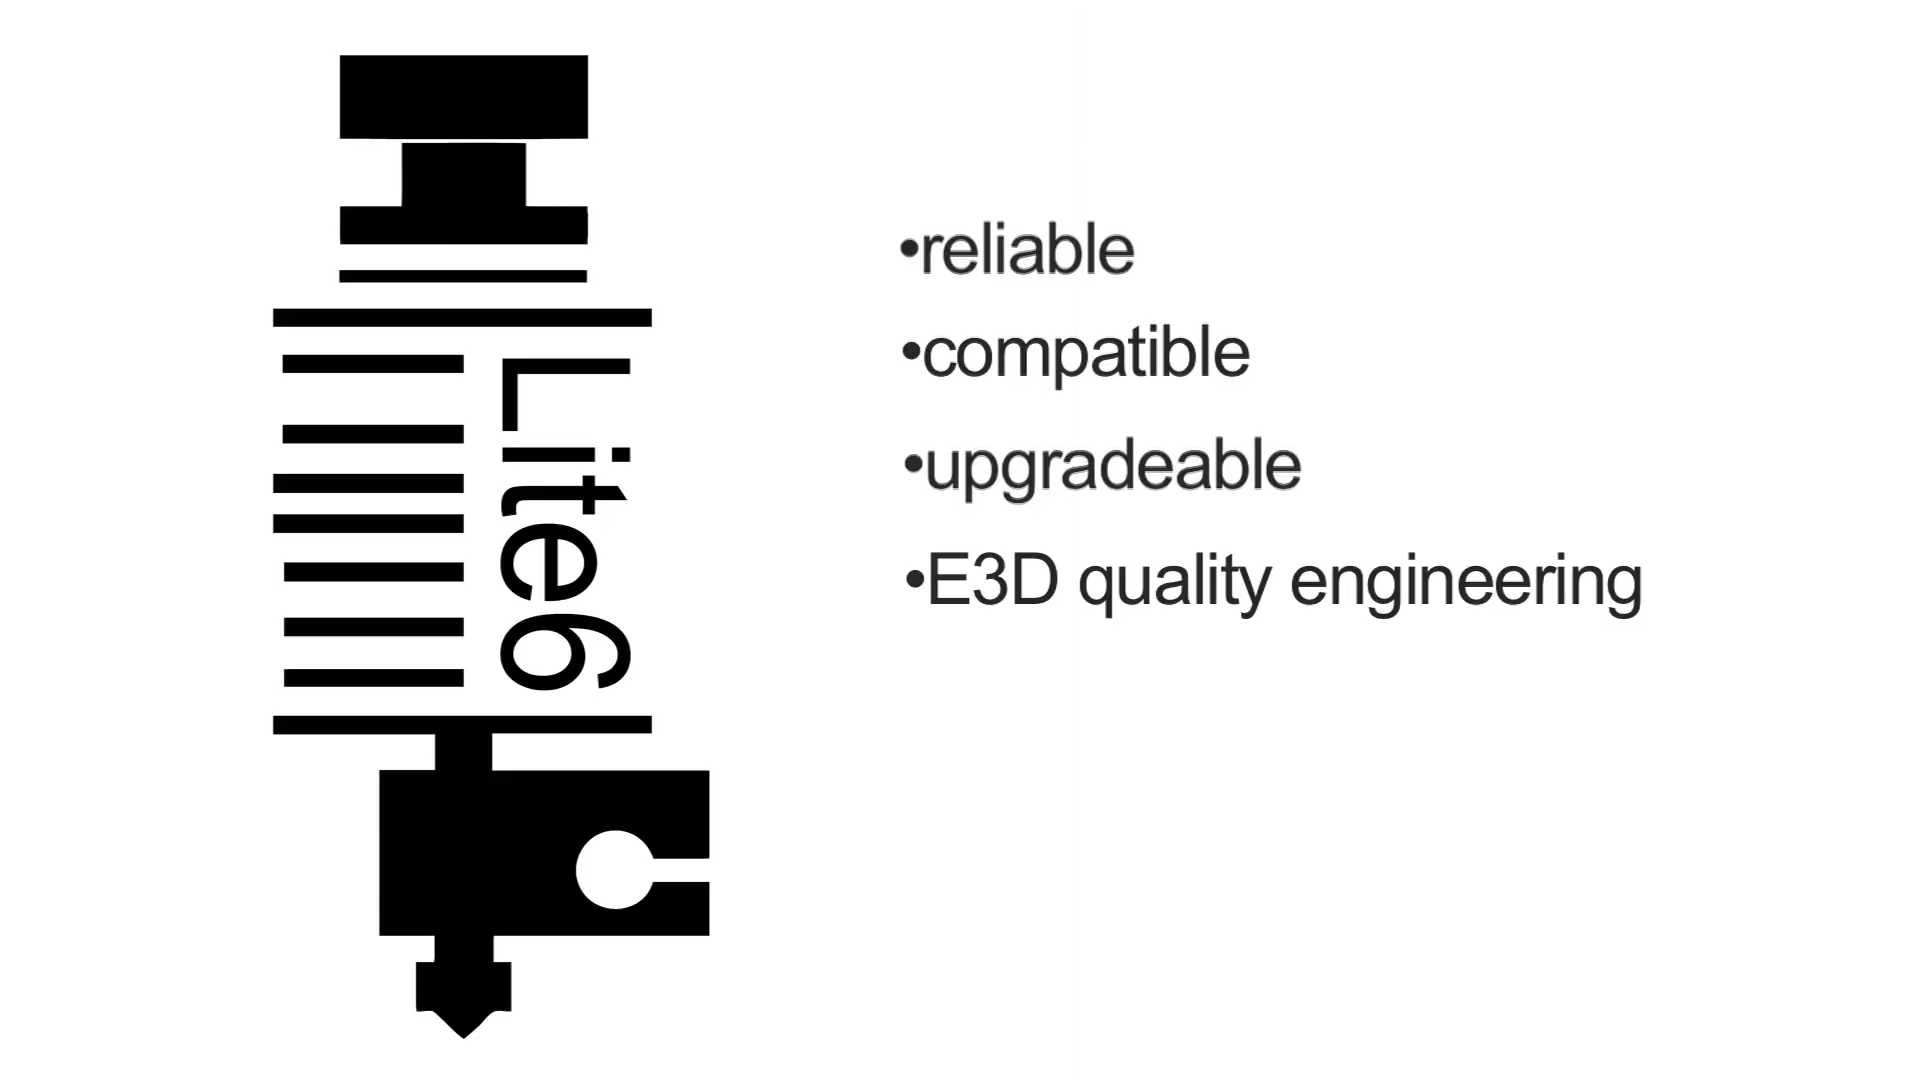 Lite6
•reliable
•compatible
•upgradeable
•E3D quality engineering